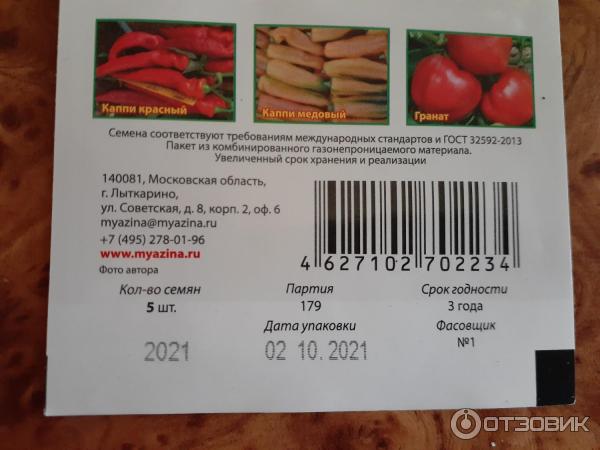 Каппи красный
Каппи медовый
Гранат
Семена соответствуют требованиям международных стандартов и ГОСТ 32592-2013
Пакет из комбинированного газонепроницаемого материала.
Увеличенный срок хранения и реализации
140081, Московская область,
г. Лыткарино,
ул. Советская, д. 8, корп. 2, оф. 6
myazina@myazina.ru
+7 (495) 278-01-96
www.myazina.ru
Фото автора
4 627102 702234
Кол-во семян
5 шт.
Партия
179
Срок годности
3 года
Дата упаковки
Фасовщик
№1
2021
02 10.2021
ОТЗОВИК